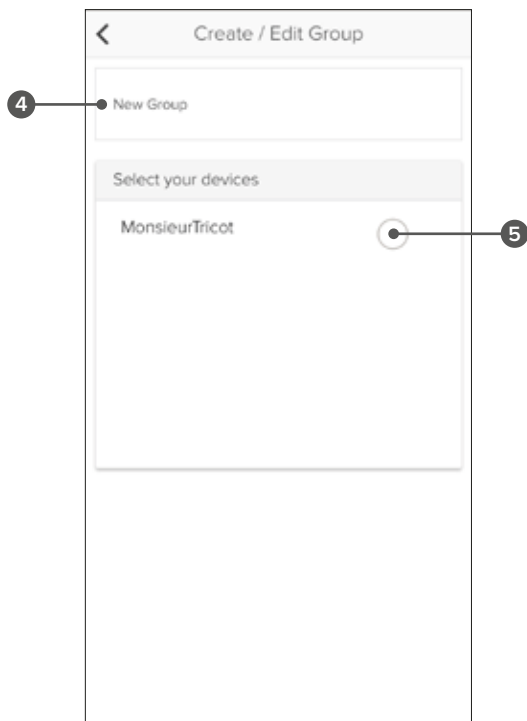 Create / Edit Group
4
New Group
Select your devices
MonsieurTricot
5